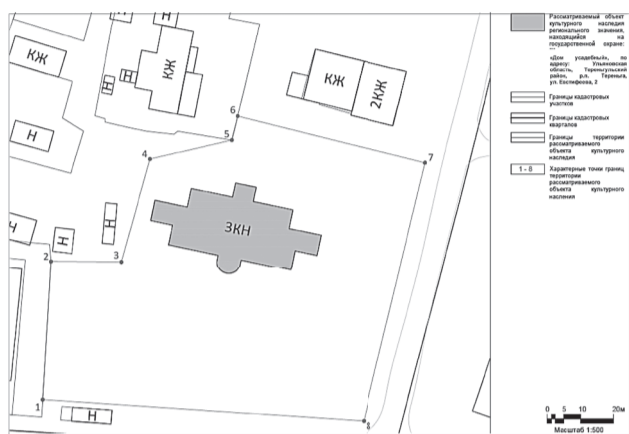 Н
КЖ
КЖ
Н
Н
КЖ
2КЖ
6
5
4
7
Н
3КН
Н
Н
2
3
1
Н
8
Рассматриваемый объект
культурного наследия
регионального значения,
находящийся на
государственной охране:
«Дом усадебный», по
адресу: Ульяновская
область, Тереньгульский
район, р.п. Тереньга,
ул. Евстифеева, 2
Границы кадастровых
участков
Границы кадастровых
кварталов
Границы территории
рассматриваемого
объекта культурного
наследия
1 - 8
Характерные точки границ
территории
рассматриваемого
объекта культурного
насления
0 5 10 20м
Масштаб 1:500